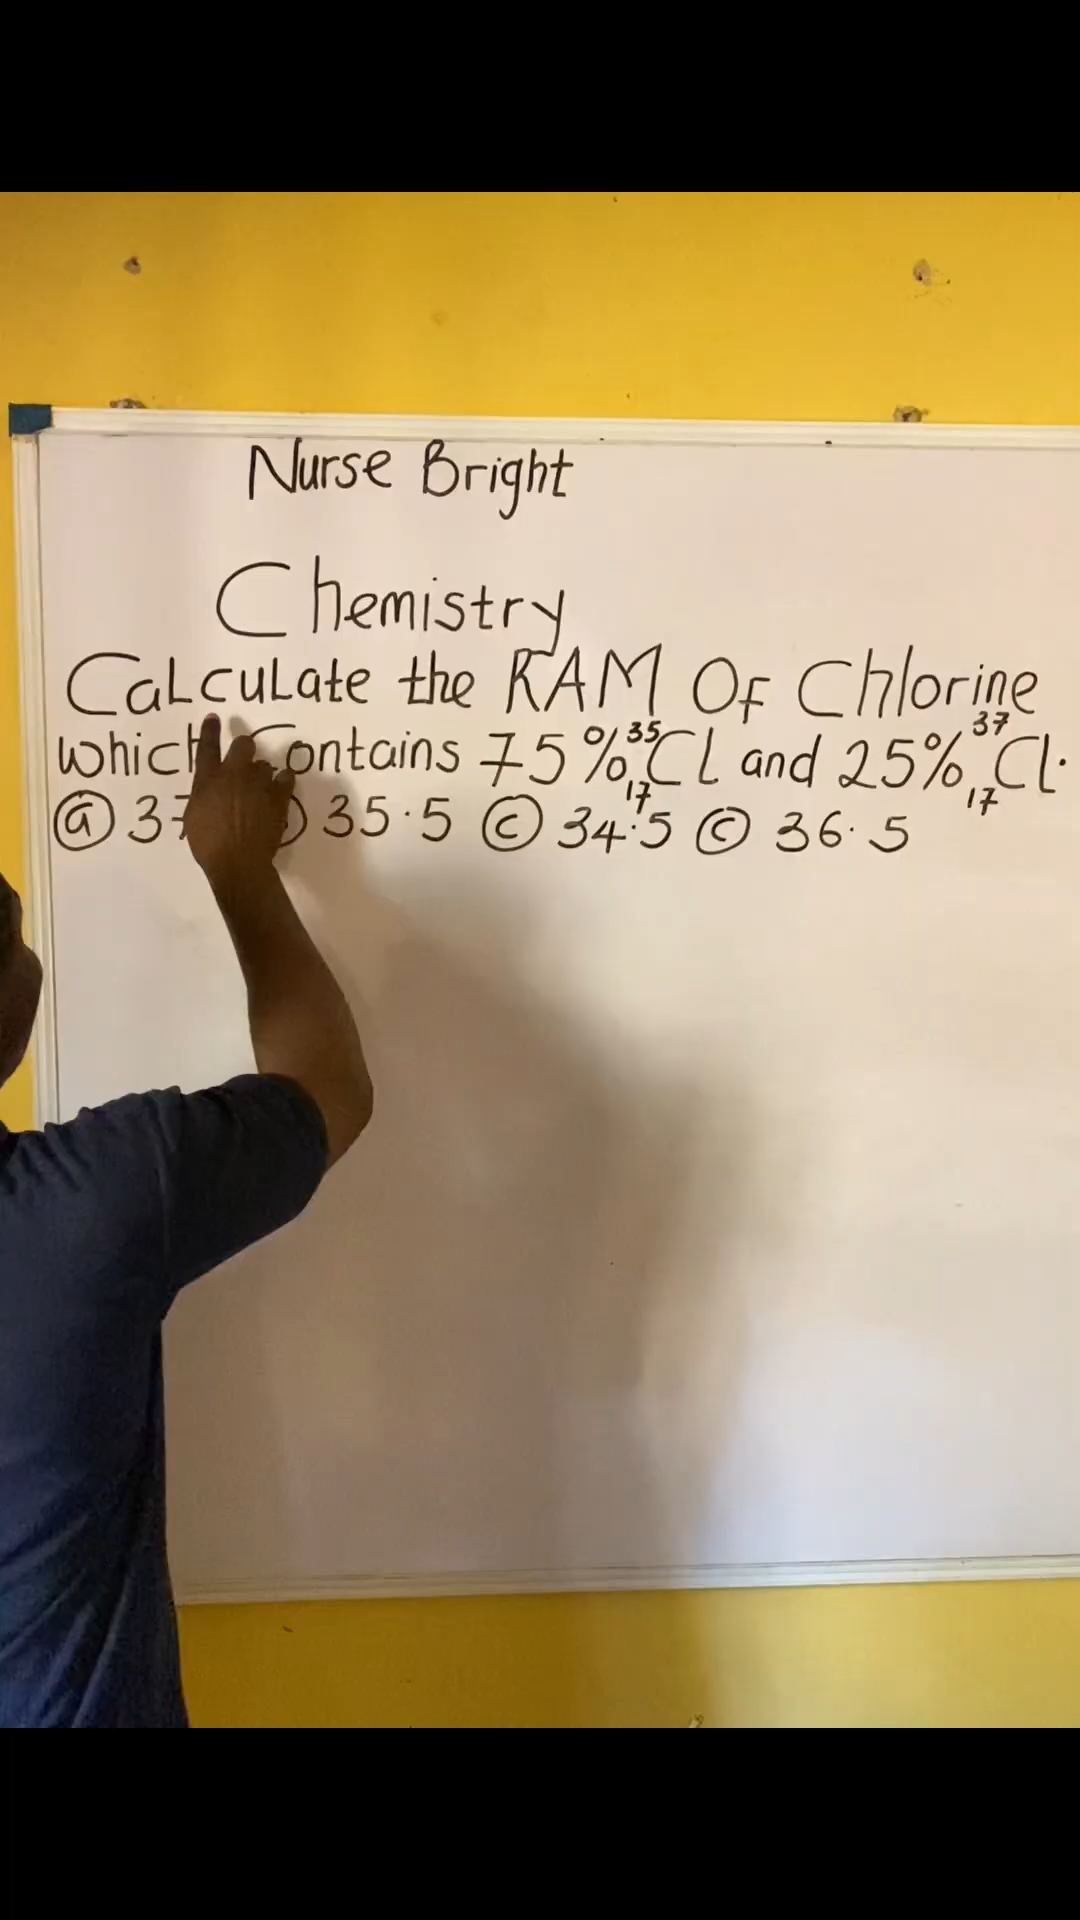 Nurse Bright
Chemistry
Calculate the RAM Of Chlorine
which Contains 75% ³⁵₁₇Cl and 25% ³⁷₁₇Cl.
ⓐ 37 35.5 ⓒ 34.5 ⓒ 36.5